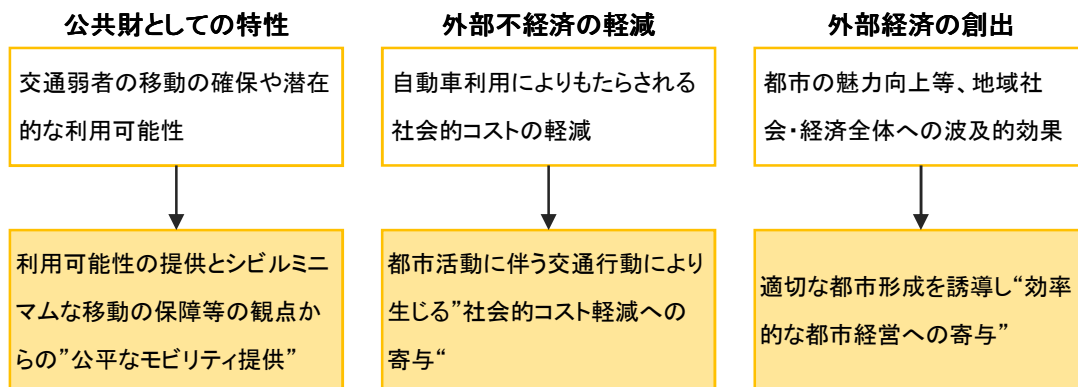 公共財としての特性
交通弱者の移動の確保や潜在
的な利用可能性
利用可能性の提供とシビルミニ
マムな移動の保障等の観点か
らの”公平なモビリティ提供”
外部不経済の軽減
自動車利用によりもたらされる
社会的コストの軽減
都市活動に伴う交通行動により
生じる”社会的コスト軽減への
寄与“
外部経済の創出
都市の魅力向上等、地域社
会・経済全体への波及的効果
適切な都市形成を誘導し“効率
的な都市経営への寄与”